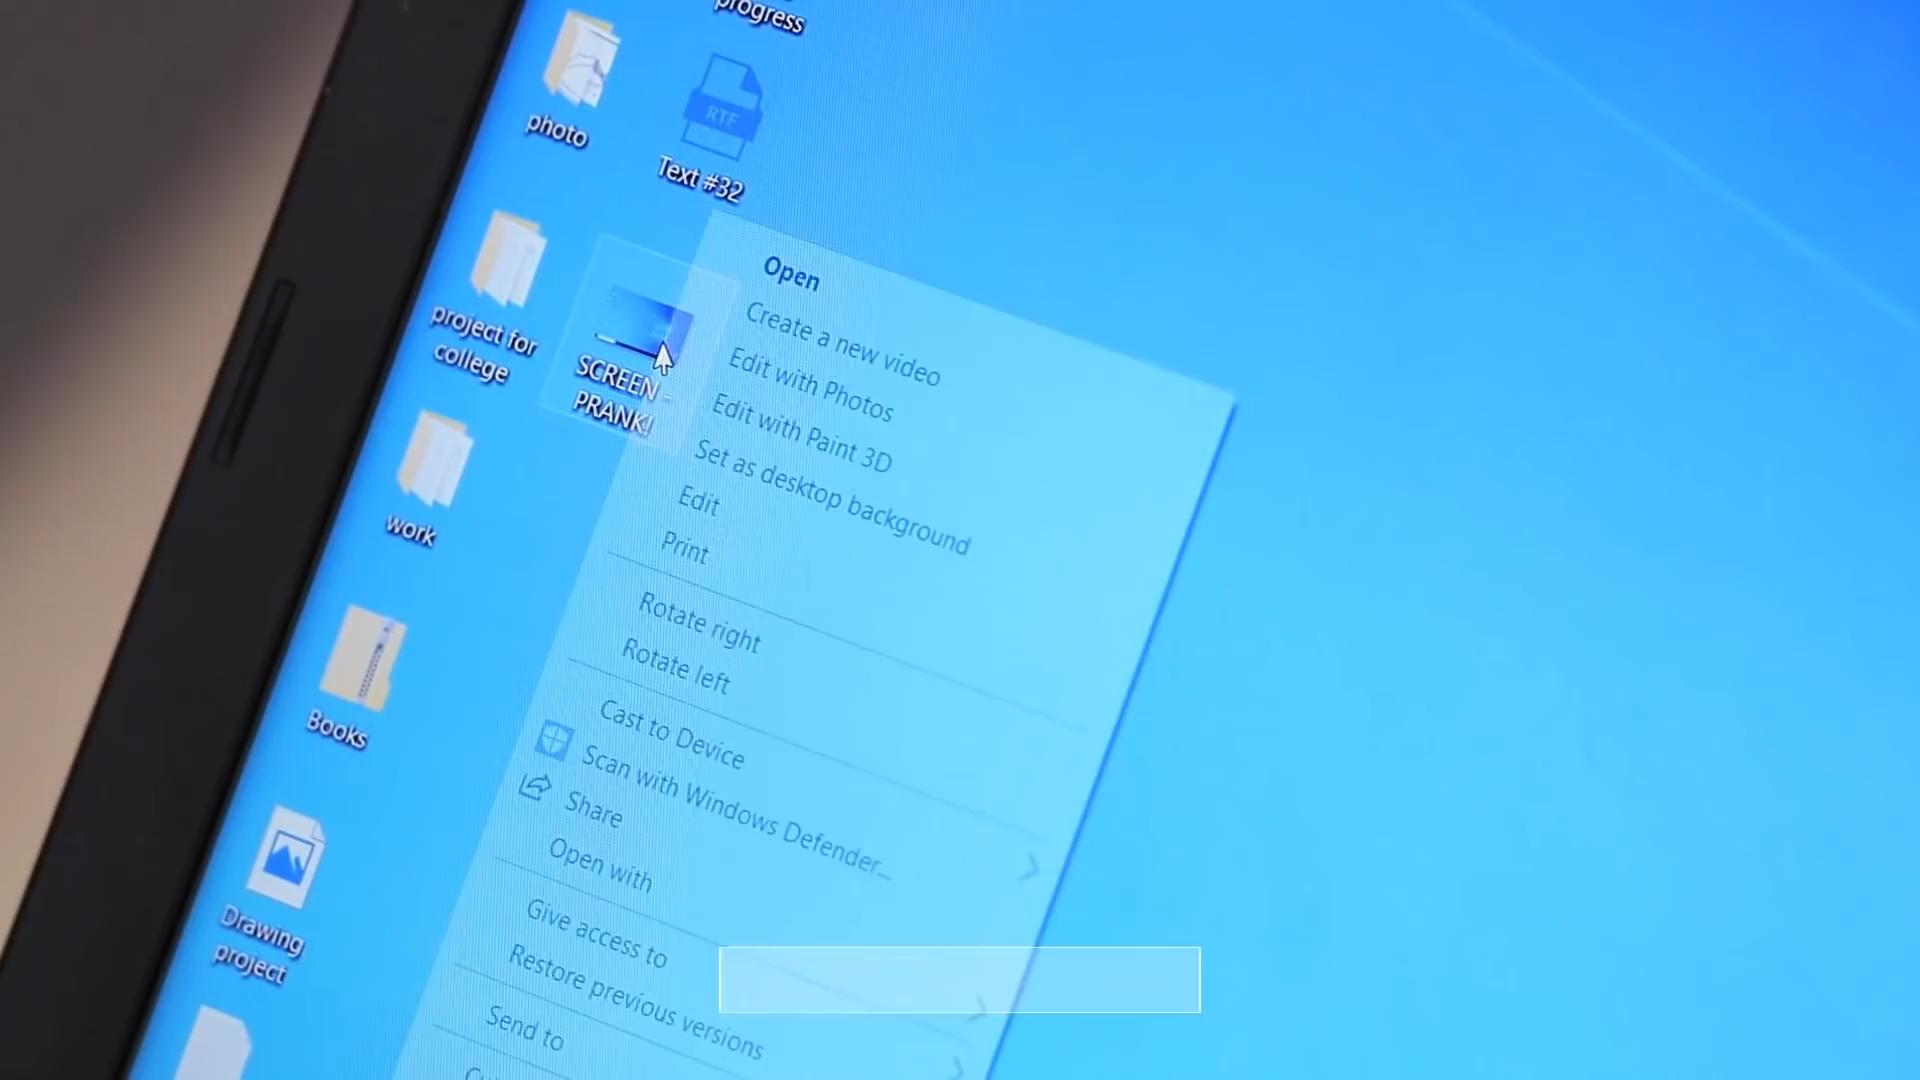 progress
photo
RTF
Text #32
project for
college
SCREEN -
PRANK!
work
Books
Drawing
project
Open
Create a new video
Edit with Photos
Edit with Paint 3D
Set as desktop background
Edit
Print
Rotate right
Rotate left
Cast to Device
Scan with Windows Defender...
Share
Open with
Give access to
Restore previous versions
Send to